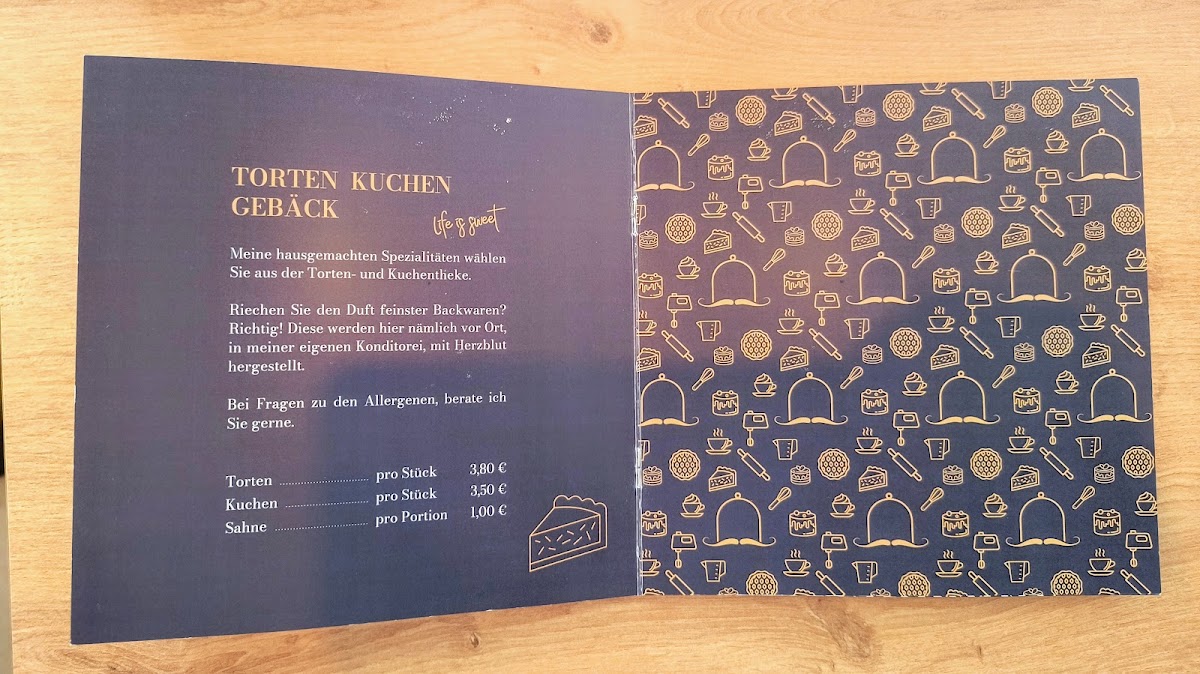 TORTEN KUCHEN
GEBÄCK
life is sweet
Meine hausgemachten Spezialitäten wählen
Sie aus der Torten- und Kuchentheke.
Riechen Sie den Duft feinster Backwaren?
Richtig! Diese werden hier nämlich vor Ort,
in meiner eigenen Konditorei, mit Herzblut
hergestellt.
Bei Fragen zu den Allergenen, berate ich
Sie gerne.
Torten ........................ pro Stück 3,80 €
Kuchen ...................... pro Stück 3,50 €
Sahne ......................... pro Portion 1,00 €